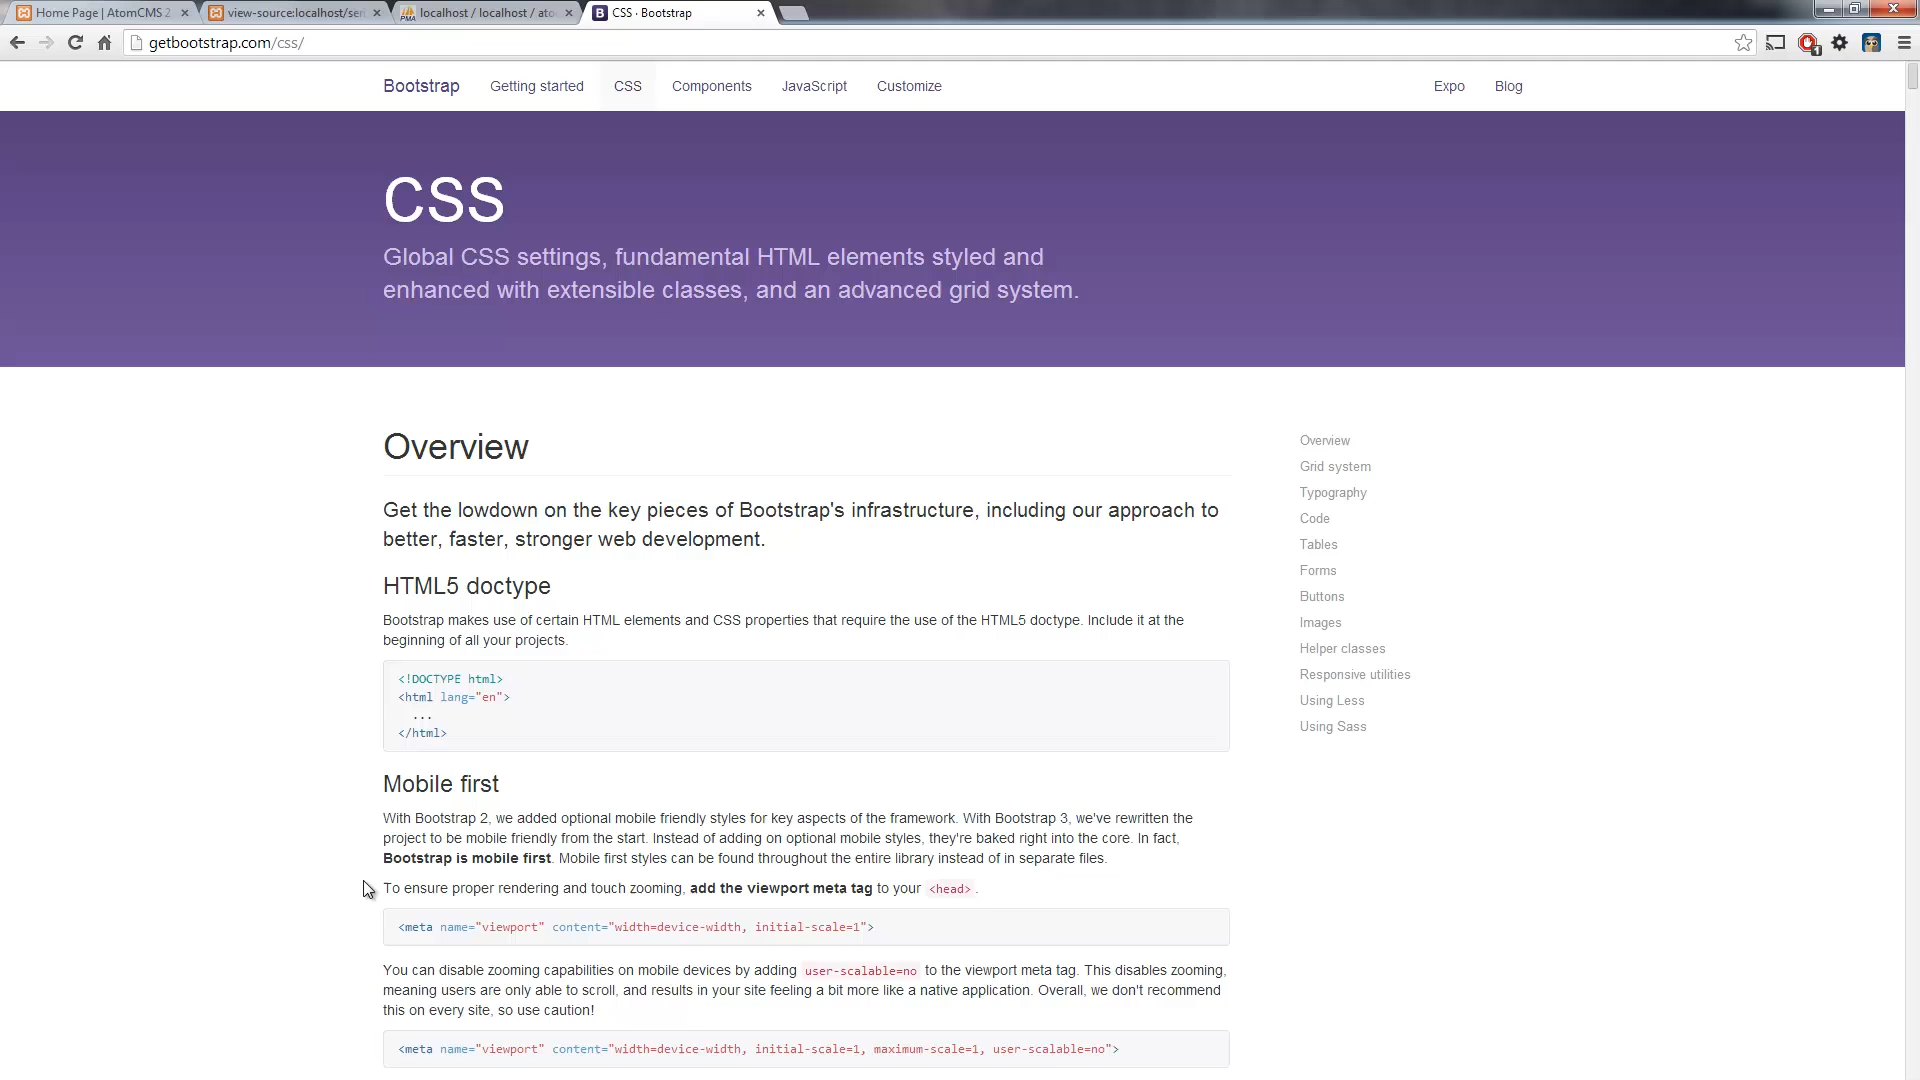 Home Page | AtomCMS 2
view-source:localhost/ser
localhost / localhost / ato
CSS · Bootstrap
getbootstrap.com/css/
Bootstrap
Getting started
CSS
Components
JavaScript
Customize
Expo
Blog
CSS
Global CSS settings, fundamental HTML elements styled and
enhanced with extensible classes, and an advanced grid system.
Overview
Get the lowdown on the key pieces of Bootstrap's infrastructure, including our approach to
better, faster, stronger web development.
HTML5 doctype
Bootstrap makes use of certain HTML elements and CSS properties that require the use of the HTML5 doctype. Include it at the
beginning of all your projects.
<!DOCTYPE html>
<html lang="en">
...
</html>
Mobile first
With Bootstrap 2, we added optional mobile friendly styles for key aspects of the framework. With Bootstrap 3, we've rewritten the
project to be mobile friendly from the start. Instead of adding on optional mobile styles, they're baked right into the core. In fact,
Bootstrap is mobile first. Mobile first styles can be found throughout the entire library instead of in separate files.
To ensure proper rendering and touch zooming, add the viewport meta tag to your <head>.
<meta name="viewport" content="width=device-width, initial-scale=1">
You can disable zooming capabilities on mobile devices by adding user-scalable=no to the viewport meta tag. This disables zooming,
meaning users are only able to scroll, and results in your site feeling a bit more like a native application. Overall, we don't recommend
this on every site, so use caution!
<meta name="viewport" content="width=device-width, initial-scale=1, maximum-scale=1, user-scalable=no">
Overview
Grid system
Typography
Code
Tables
Forms
Buttons
Images
Helper classes
Responsive utilities
Using Less
Using Sass